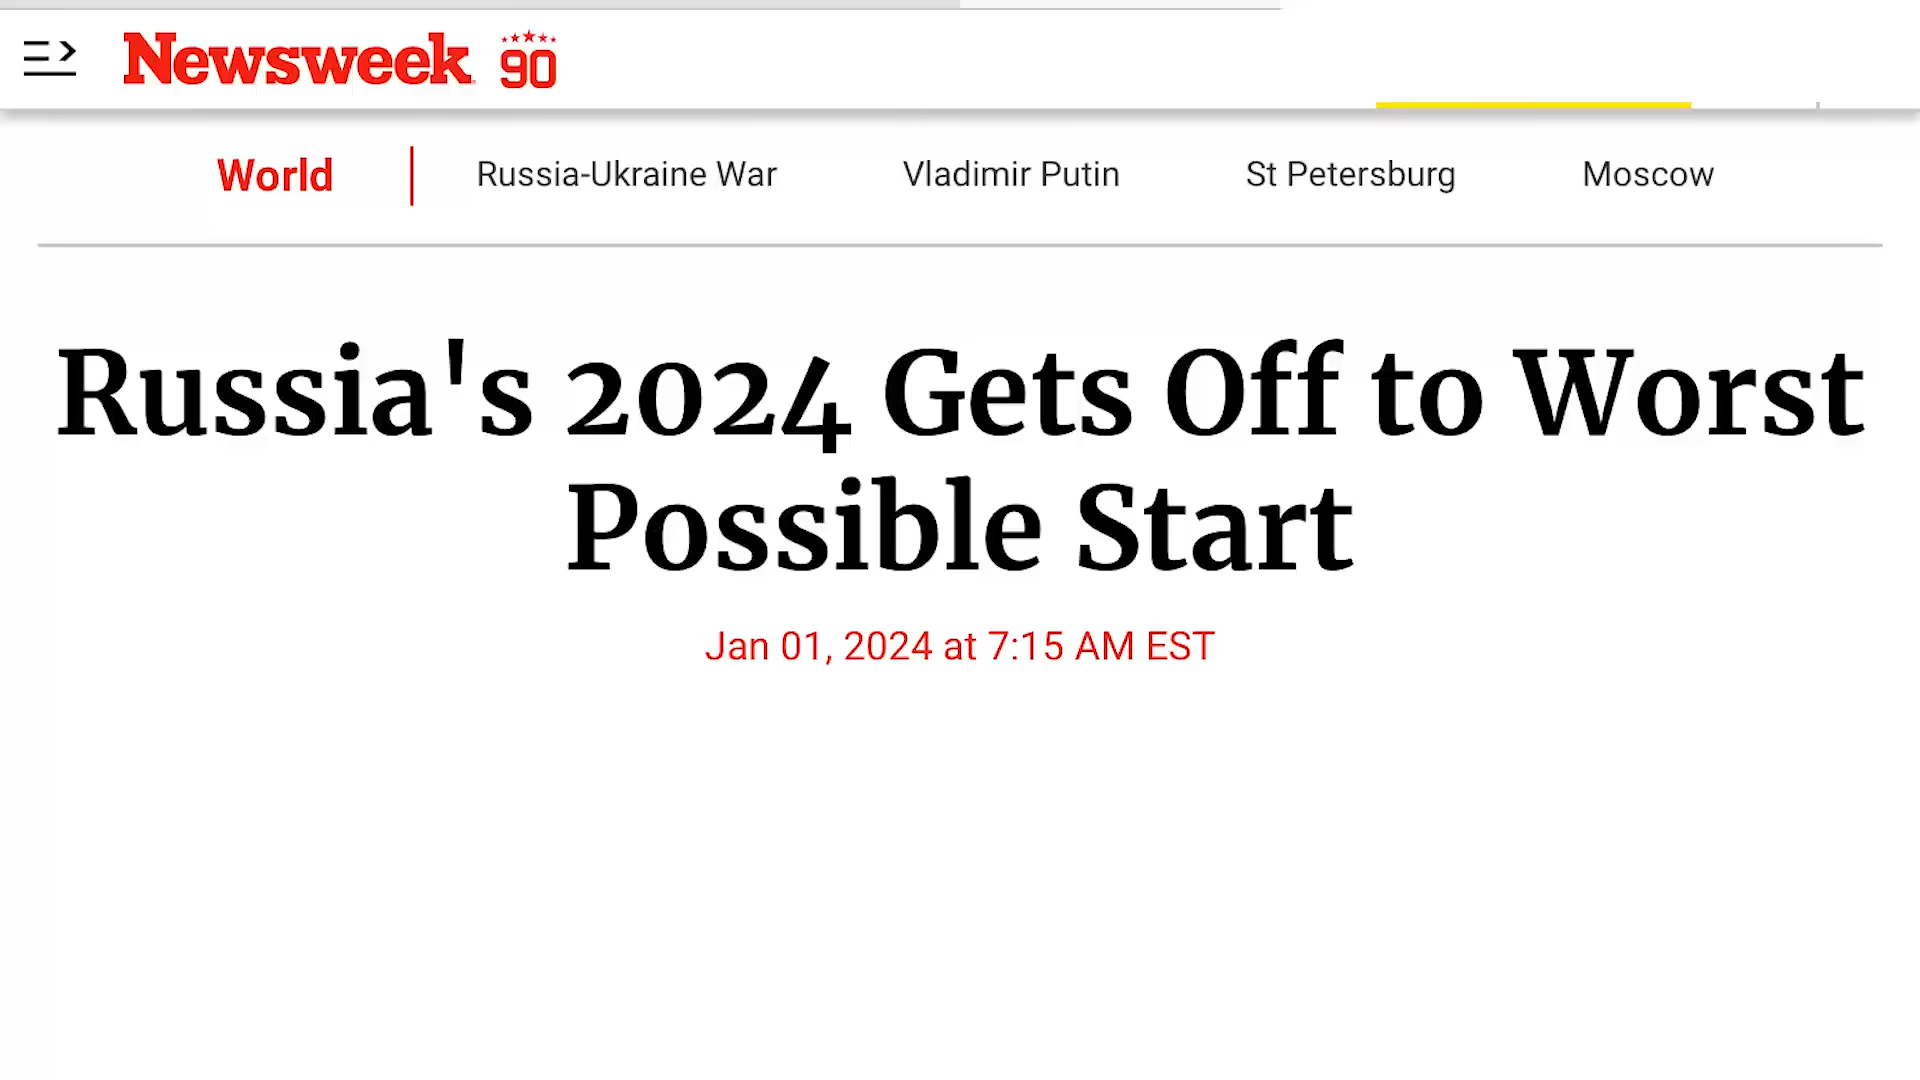 Newsweek 90
World Russia-Ukraine War Vladimir Putin St Petersburg Moscow
Russia's 2024 Gets Off to Worst
Possible Start
Jan 01, 2024 at 7:15 AM EST